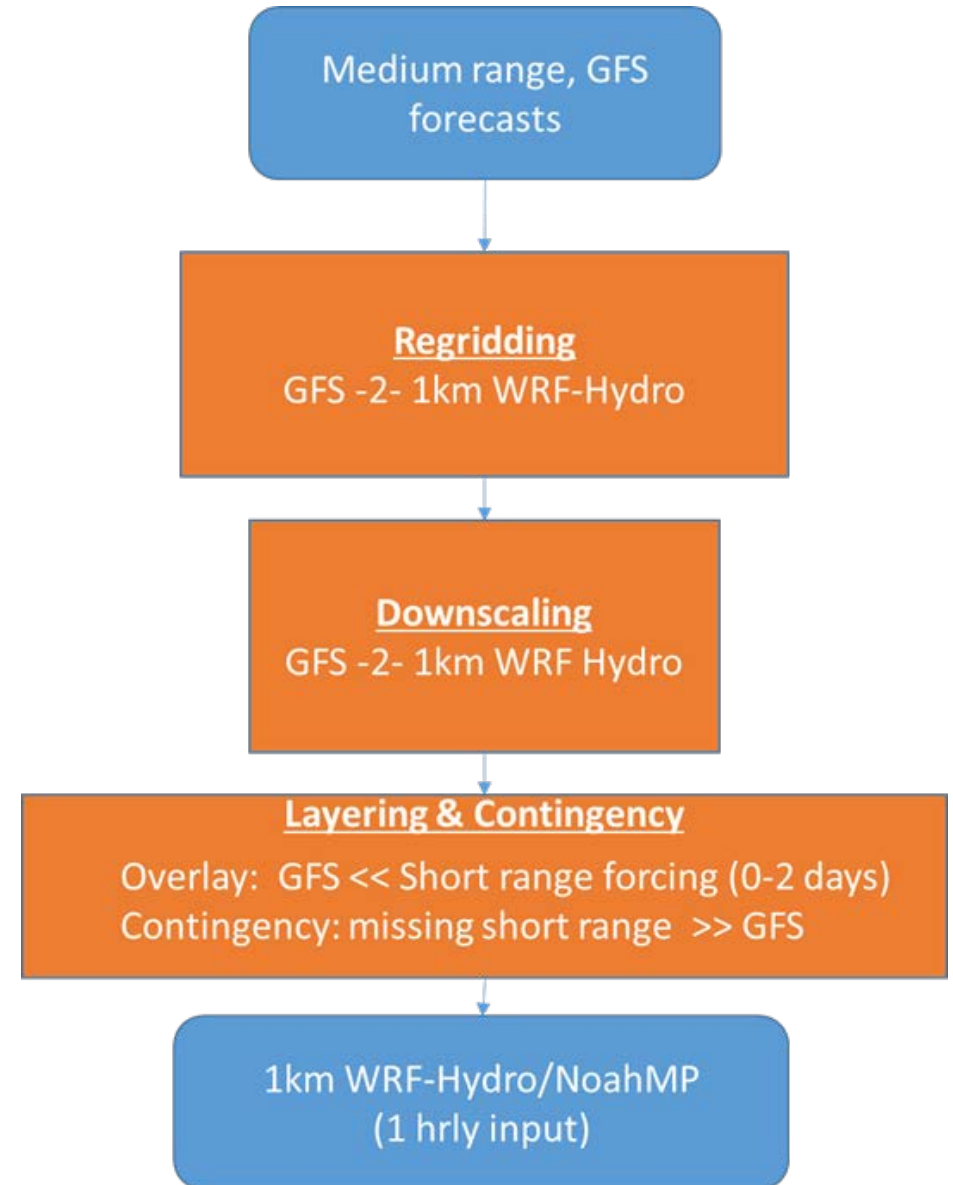 Medium range, GFS
forecasts
Regridding
GFS -2- 1km WRF-Hydro
Downscaling
GFS -2- 1km WRF Hydro
Layering & Contingency
Overlay: GFS << Short range forcing (0-2 days)
Contingency: missing short range >> GFS
1km WRF-Hydro/NoahMP
(1 hrly input)